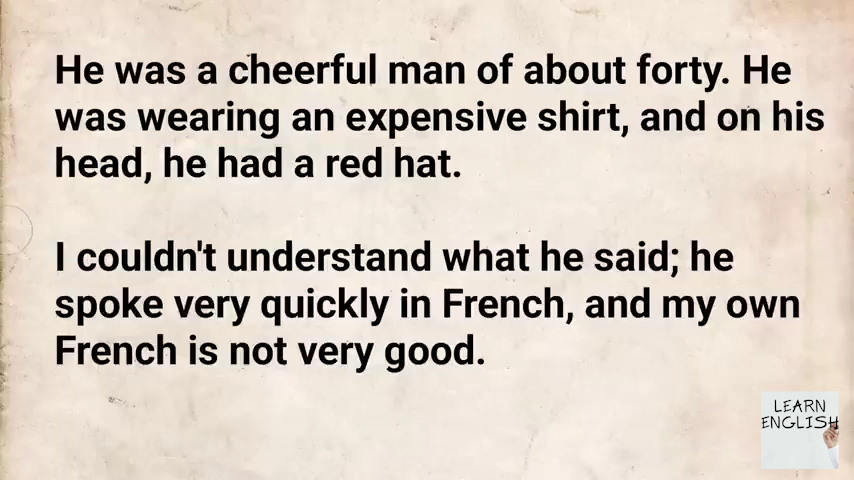 He was a cheerful man of about forty. He
was wearing an expensive shirt, and on his
head, he had a red hat.
I couldn't understand what he said; he
spoke very quickly in French, and my own
French is not very good.
LEARN
ENGLISH